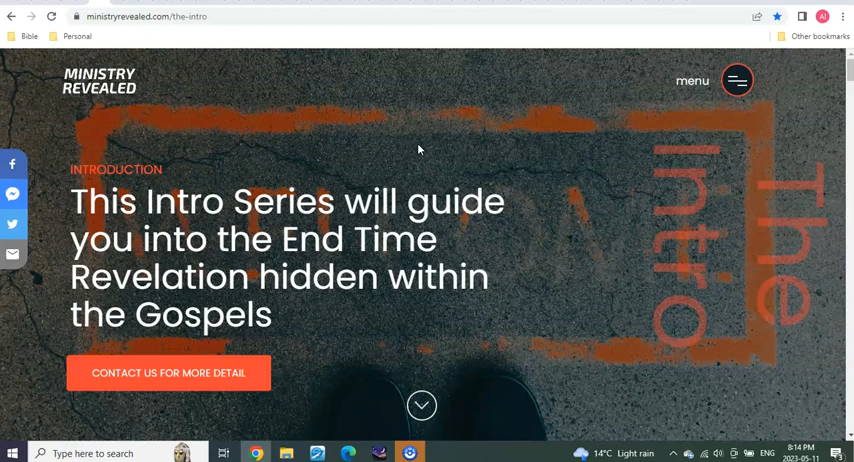 ministryrevealed.com/the-intro
AI
Bible
Personal
Other bookmarks
MINISTRY
REVEALED
menu
INTRODUCTION
This Intro Series will guide
you into the End Time
Revelation hidden within
the Gospels
The
Intro
CONTACT US FOR MORE DETAIL
Type here to search
14°C Light rain
ENG
8:14 PM
2023-05-11
3